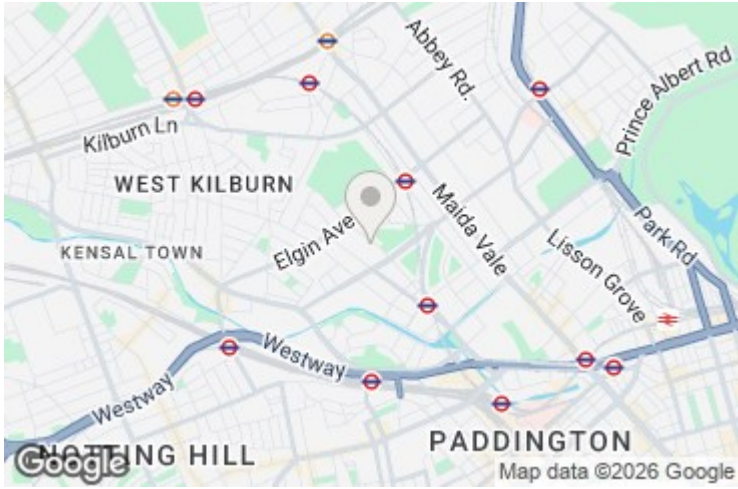 Abbey Rd.
Prince Albert Rd
Kilburn Ln
WEST KILBURN
Maida Vale
Park Rd
Elgin Ave
Lisson Grove
KENSAL TOWN
Westway
Westway
NOTTING HILL
PADDINGTON
Google
Map data ©2026 Google